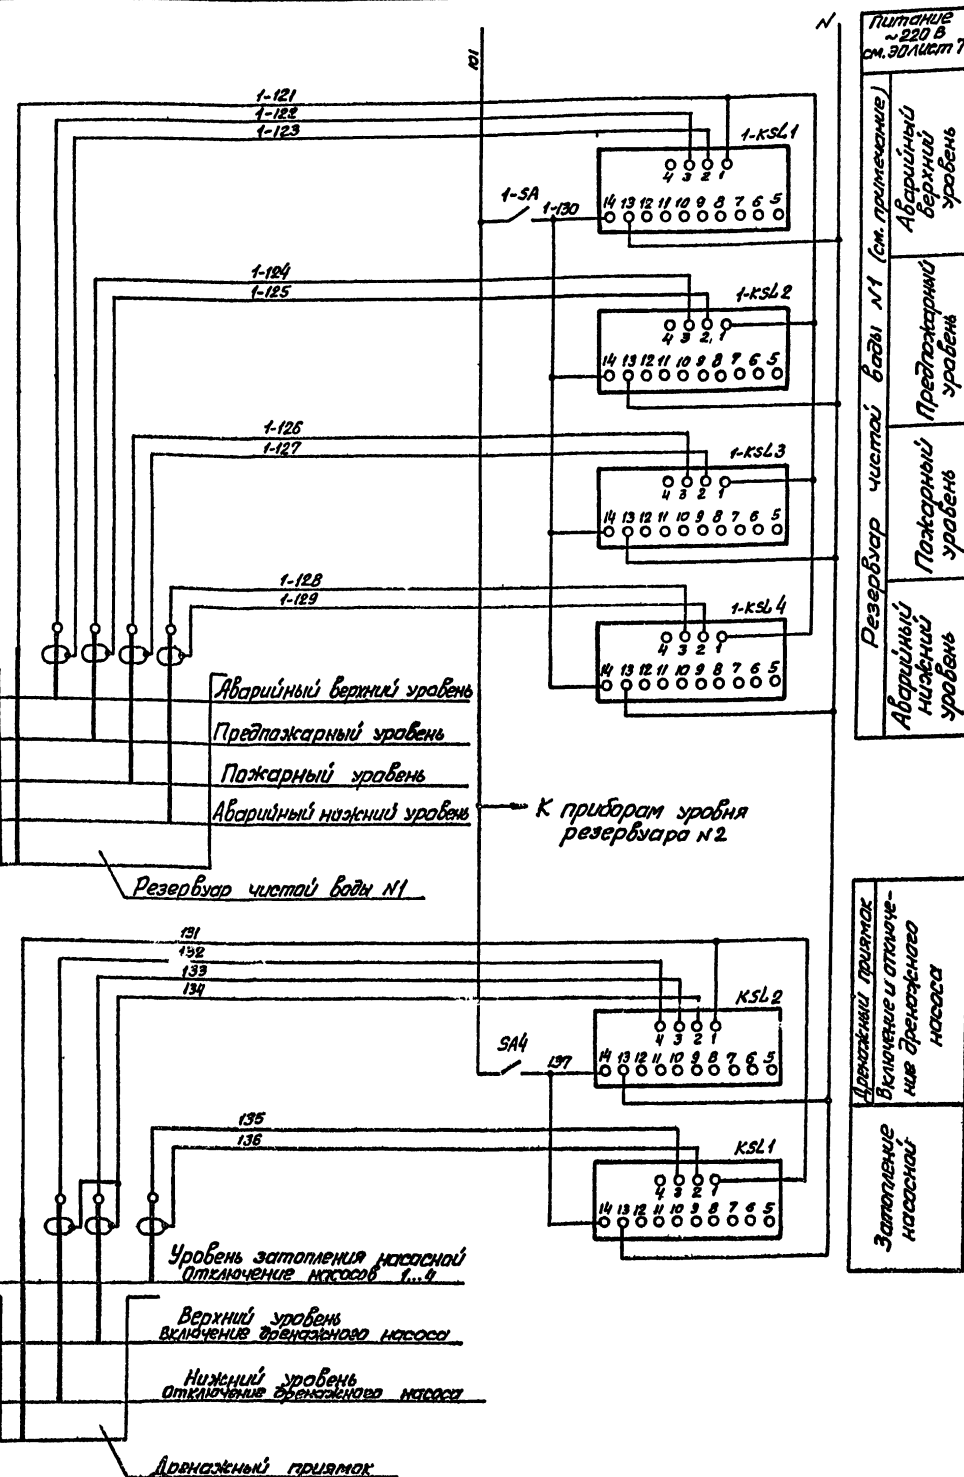 101
N
Питание
~220 В
см. ЭОлист 7
1-121
1-122
1-123
1-KSL1
4 3 2 1
14 13 12 11 10 9 8 7 6 5
1-SA
1-130
1-124
1-125
1-KSL2
4 3 2 1
14 13 12 11 10 9 8 7 6 5
1-126
1-127
1-KSL3
4 3 2 1
14 13 12 11 10 9 8 7 6 5
1-128
1-129
1-KSL4
4 3 2 1
14 13 12 11 10 9 8 7 6 5
Резервуар чистой воды N1 (см. примечание)
Аварийный
верхний
уровень
Предпожарный
уровень
Пожарный
уровень
Аварийный
нижний
уровень
Аварийный верхний уровень
Предпожарный уровень
Пожарный уровень
Аварийный нижний уровень
К приборам уровня
резервуара N2
Резервуар чистой воды N1
131
132
133
134
KSL2
4 3 2 1
14 13 12 11 10 9 8 7 6 5
SA4
137
135
136
KSL1
4 3 2 1
14 13 12 11 10 9 8 7 6 5
Дренажный приямок
Включение и отключе-
ние дренажного
насоса
Затопление
насосной
Уровень затопления насосной
Отключение насосов 1...4
Верхний уровень
Включение дренажного насоса
Нижний уровень
Отключение дренажного насоса
Дренажный приямок